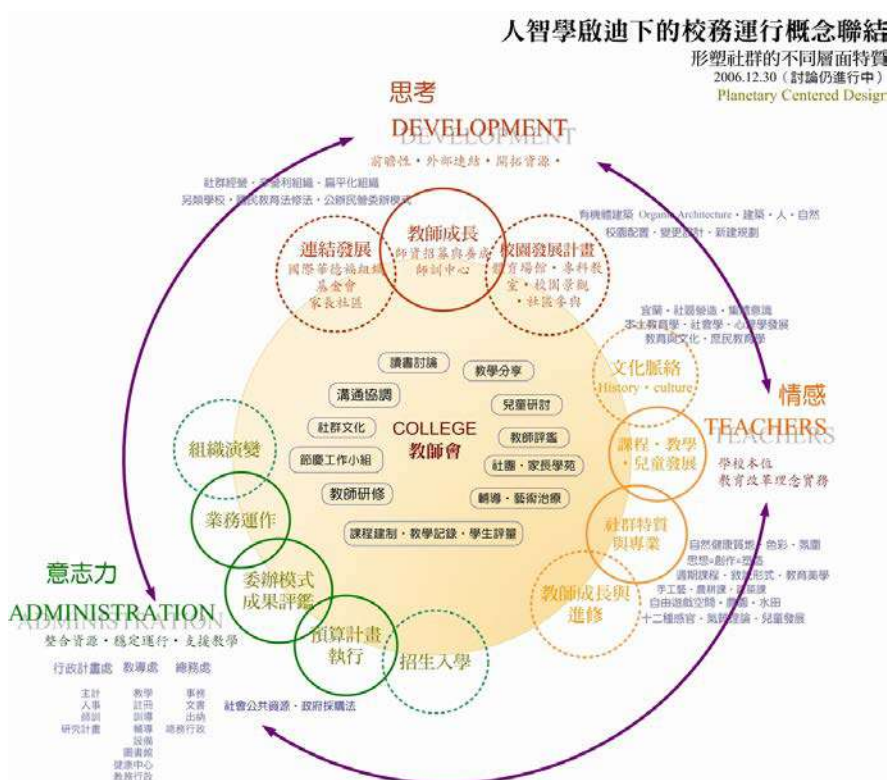 人智學啟迪下的校務運行概念聯結
形塑社群的不同層面特質
2006.12.30（討論仍進行中）
Planetary Centered Design
思考
DEVELOPMENT
前瞻性・外部連結・開拓資源・
社群經營・非營利組織・扁平化組織
另類學校・國民教育法修法・公辦民營委辦模式
有機體建築 Organic Architecture・建築・人・自然
校園配置・變更設計・新建規劃
連結發展
國際華德福組織
基金會
家長社區
教師成長
師資招募與養成
師訓中心
校園發展計畫
體育場館・專科教
室・校園景觀
・社區參與
宜蘭・社區營造・集體意識
本土教育學・社會學・心理學發展
教育與文化・庶民教育學
文化脈絡
History・culture
情感
TEACHERS
學校本位
教育改革理念實務
課程・教學
・兒童發展
社群特質
與專業
教師成長與
進修
自然健康質地・色彩・氛圍
思想=創作=塑造
週期課程・敘說形式・教育美學
自由遊戲空間・農園・水田
十二種感官・氣質理論・兒童發展
讀書討論
教學分享
溝通協調
兒童研討
社群文化
COLLEGE
教師會
教師評鑑
節慶工作小組
社團・家長學苑
教師研修
輔導・藝術治療
課程建制・教學記錄・學生評量
組織演變
業務運作
委辦模式
成果評鑑
預算計畫
執行
招生入學
意志力
ADMINISTRATION
整合資源・穩定運行・支援教學
行政計畫處 教導處 總務處
主計 教學 事務
人事 註冊 文書
師訓 訓導 出納
研究計畫 輔導 總務行政
設備
圖書館
健康中心
教務行政
社會公共資源・政府採購法